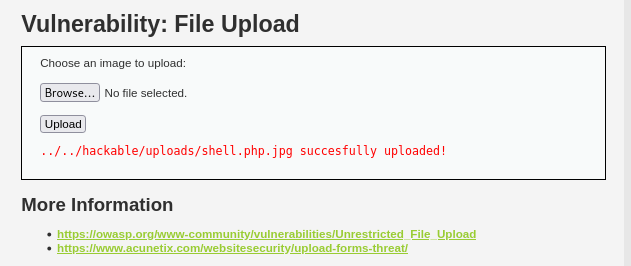 Vulnerability: File Upload
Choose an image to upload:
Browse... No file selected.
Upload
../../hackable/uploads/shell.php.jpg succesfully uploaded!
More Information
https://owasp.org/www-community/vulnerabilities/Unrestricted_File_Upload
https://www.acunetix.com/websitesecurity/upload-forms-threat/